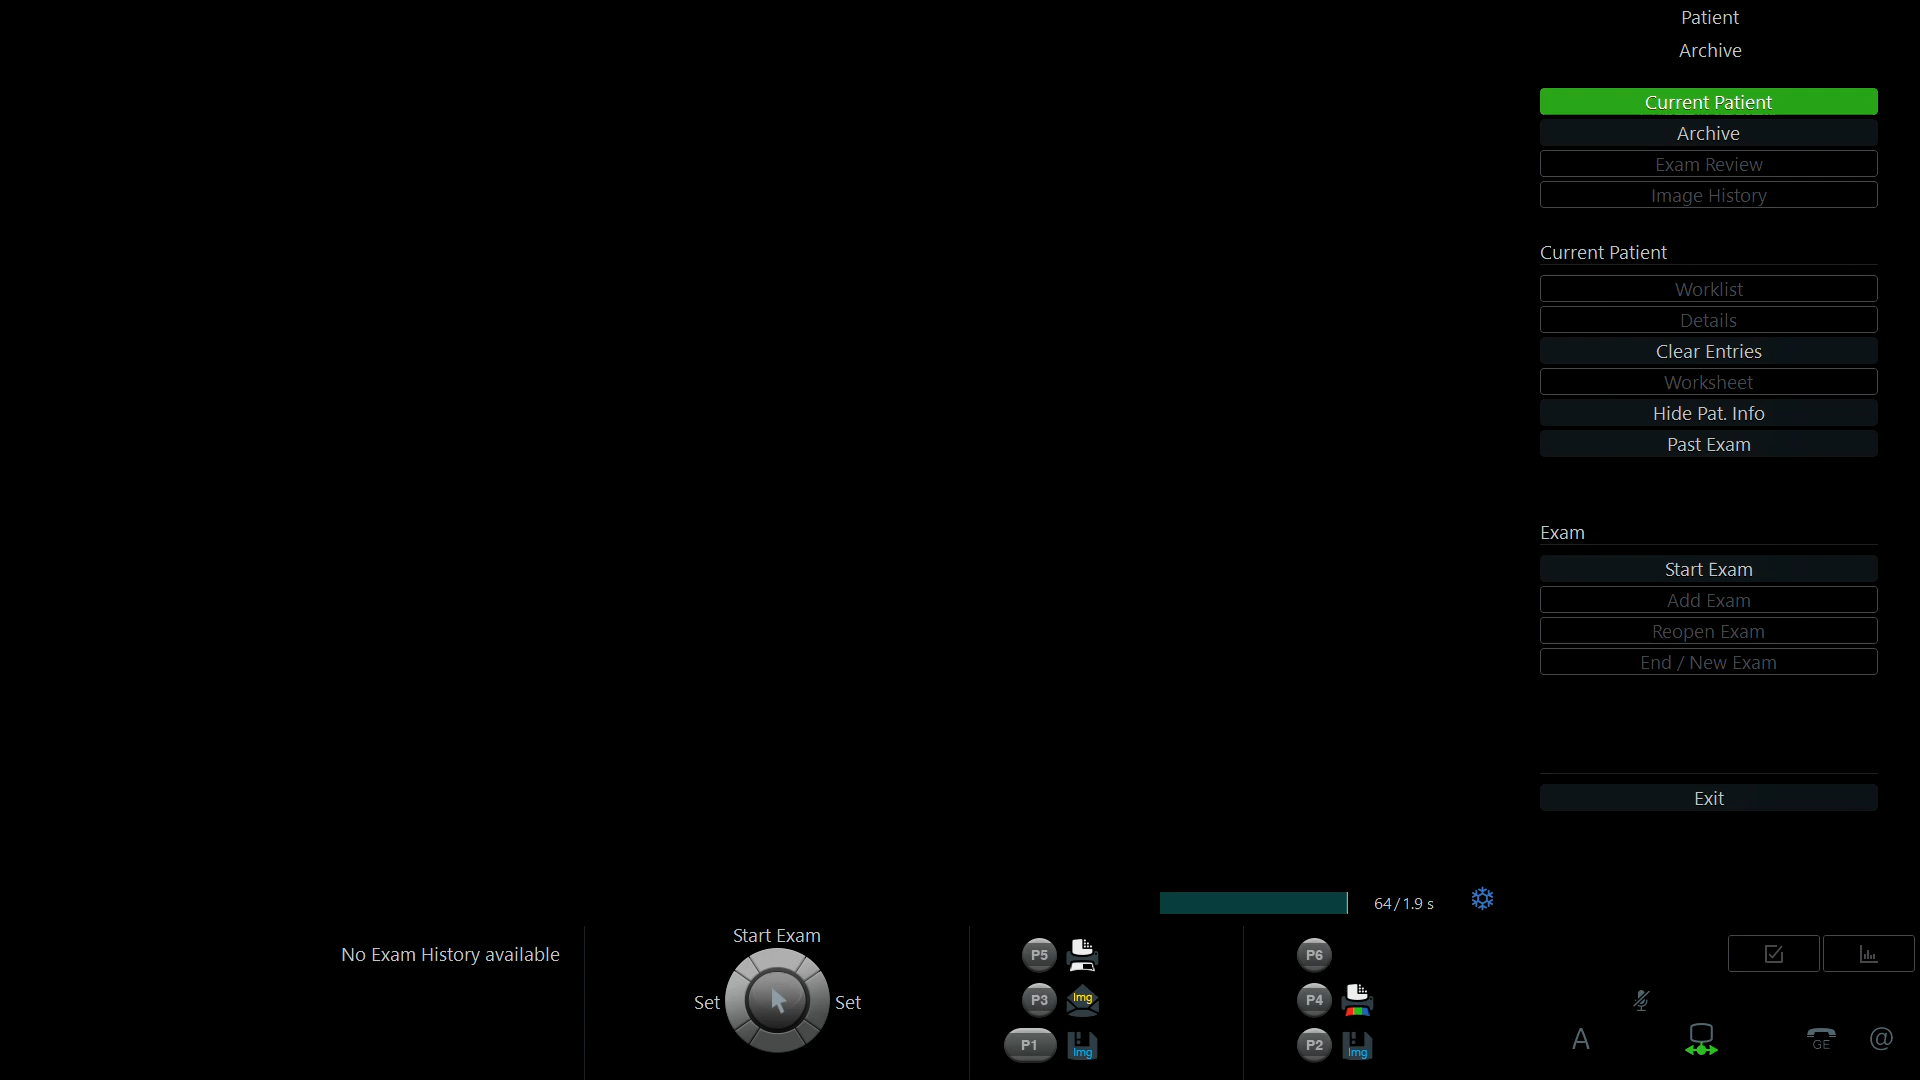 Patient
Archive
Current Patient
Archive
Exam Review
Image History
Current Patient
Worklist
Details
Clear Entries
Worksheet
Hide Pat. Info
Past Exam
Exam
Start Exam
Add Exam
Reopen Exam
End / New Exam
Exit
64/1.9 s
No Exam History available
Start Exam
Set
Set
P5
P3
Img
P1
Img
P6
P4
P2
Img
A
GE
@